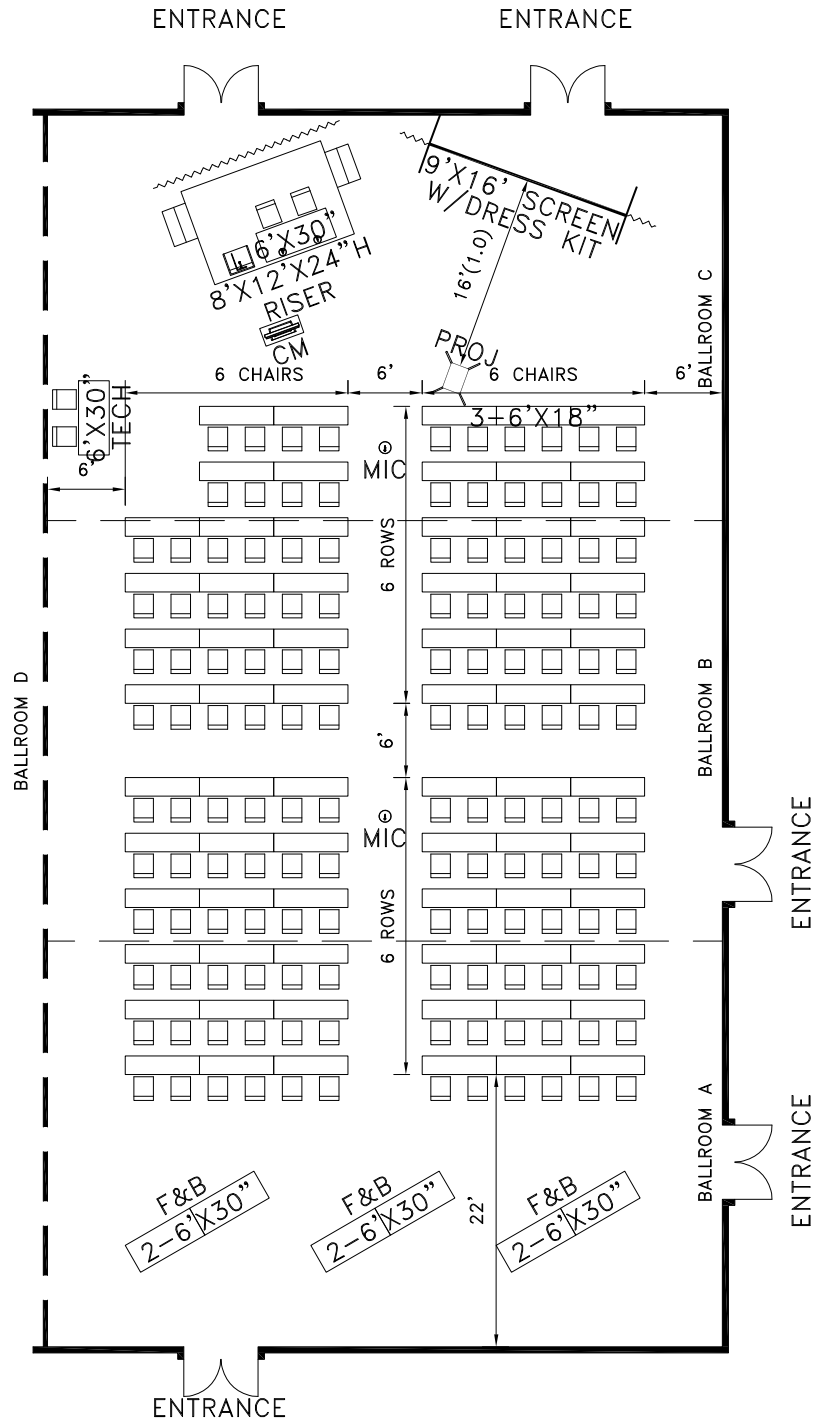 ENTRANCE
ENTRANCE
9'X16' SCREEN
W/DRESS KIT
6'X30"
8'X12'X24"H
RISER
CM
16'(1.0)
PROJ
BALLROOM C
6 CHAIRS
6'
6 CHAIRS
6'
3-6'X18"
6'X30"
TECH
6'
MIC
6 ROWS
BALLROOM D
BALLROOM B
6'
MIC
6 ROWS
ENTRANCE
BALLROOM A
ENTRANCE
F&B
2-6'X30"
F&B
2-6'X30"
F&B
2-6'X30"
22'
ENTRANCE